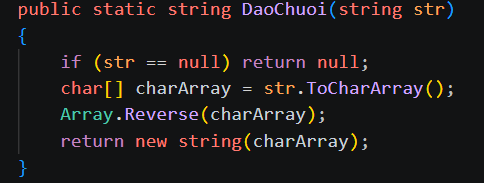 public static string DaoChuoi(string str)
{
if (str == null) return null;
char[] charArray = str.ToCharArray();
Array.Reverse(charArray);
return new string(charArray);
}